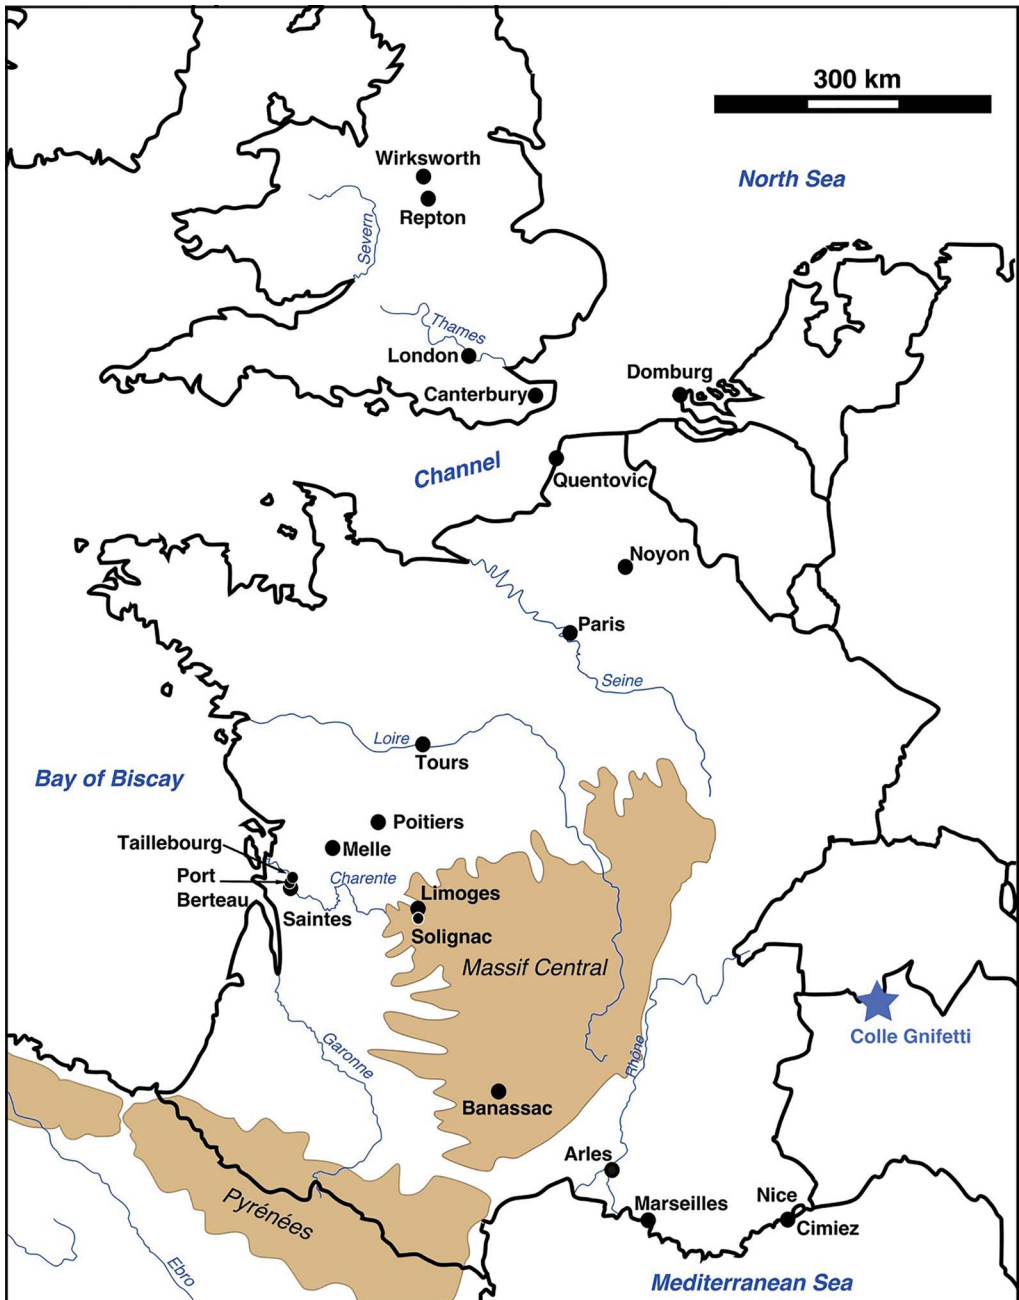 300 km
Wirksworth
North Sea
Repton
Severn
Thames
London
Domburg
Canterbury
Channel
Quentovic
Noyon
Paris
Seine
Loire
Tours
Bay of Biscay
Poitiers
Taillebourg
Melle
Port
Berteau
Charente
Limoges
Saintes
Solignac
Massif Central
Colle Gnifetti
Garonne
Rhône
Banassac
Arles
Pyrénées
Marseilles
Nice
Cimiez
Ebro
Mediterranean Sea